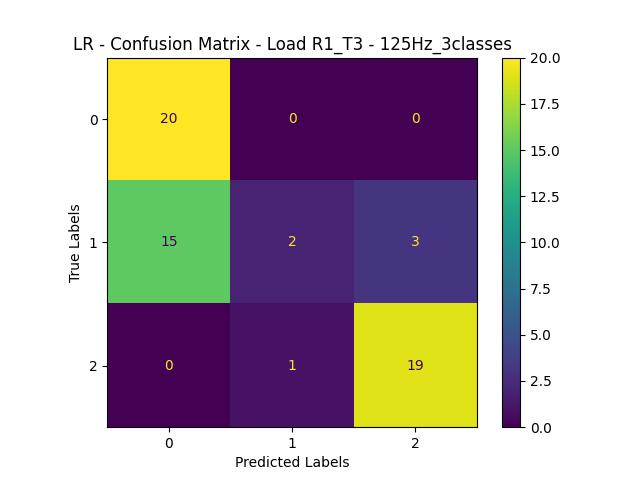 LR - Confusion Matrix - Load R1_T3 - 125Hz_3classes
20.0
17.5
15.0
12.5
10.0
7.5
5.0
2.5
0.0
True Labels
0
20 0 0
1
15 2 3
2
0 1 19
0 1 2
Predicted Labels